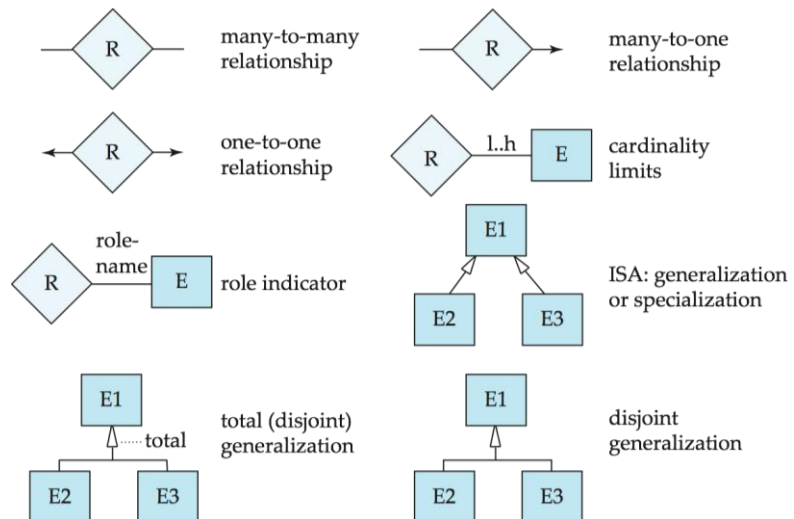 R
many-to-many
relationship
R
many-to-one
relationship
R
one-to-one
relationship
R
l..h
E
cardinality
limits
R
role-
name
E
role indicator
E1
E2
E3
ISA: generalization
or specialization
E1
total
E2
E3
total (disjoint)
generalization
E1
E2
E3
disjoint
generalization